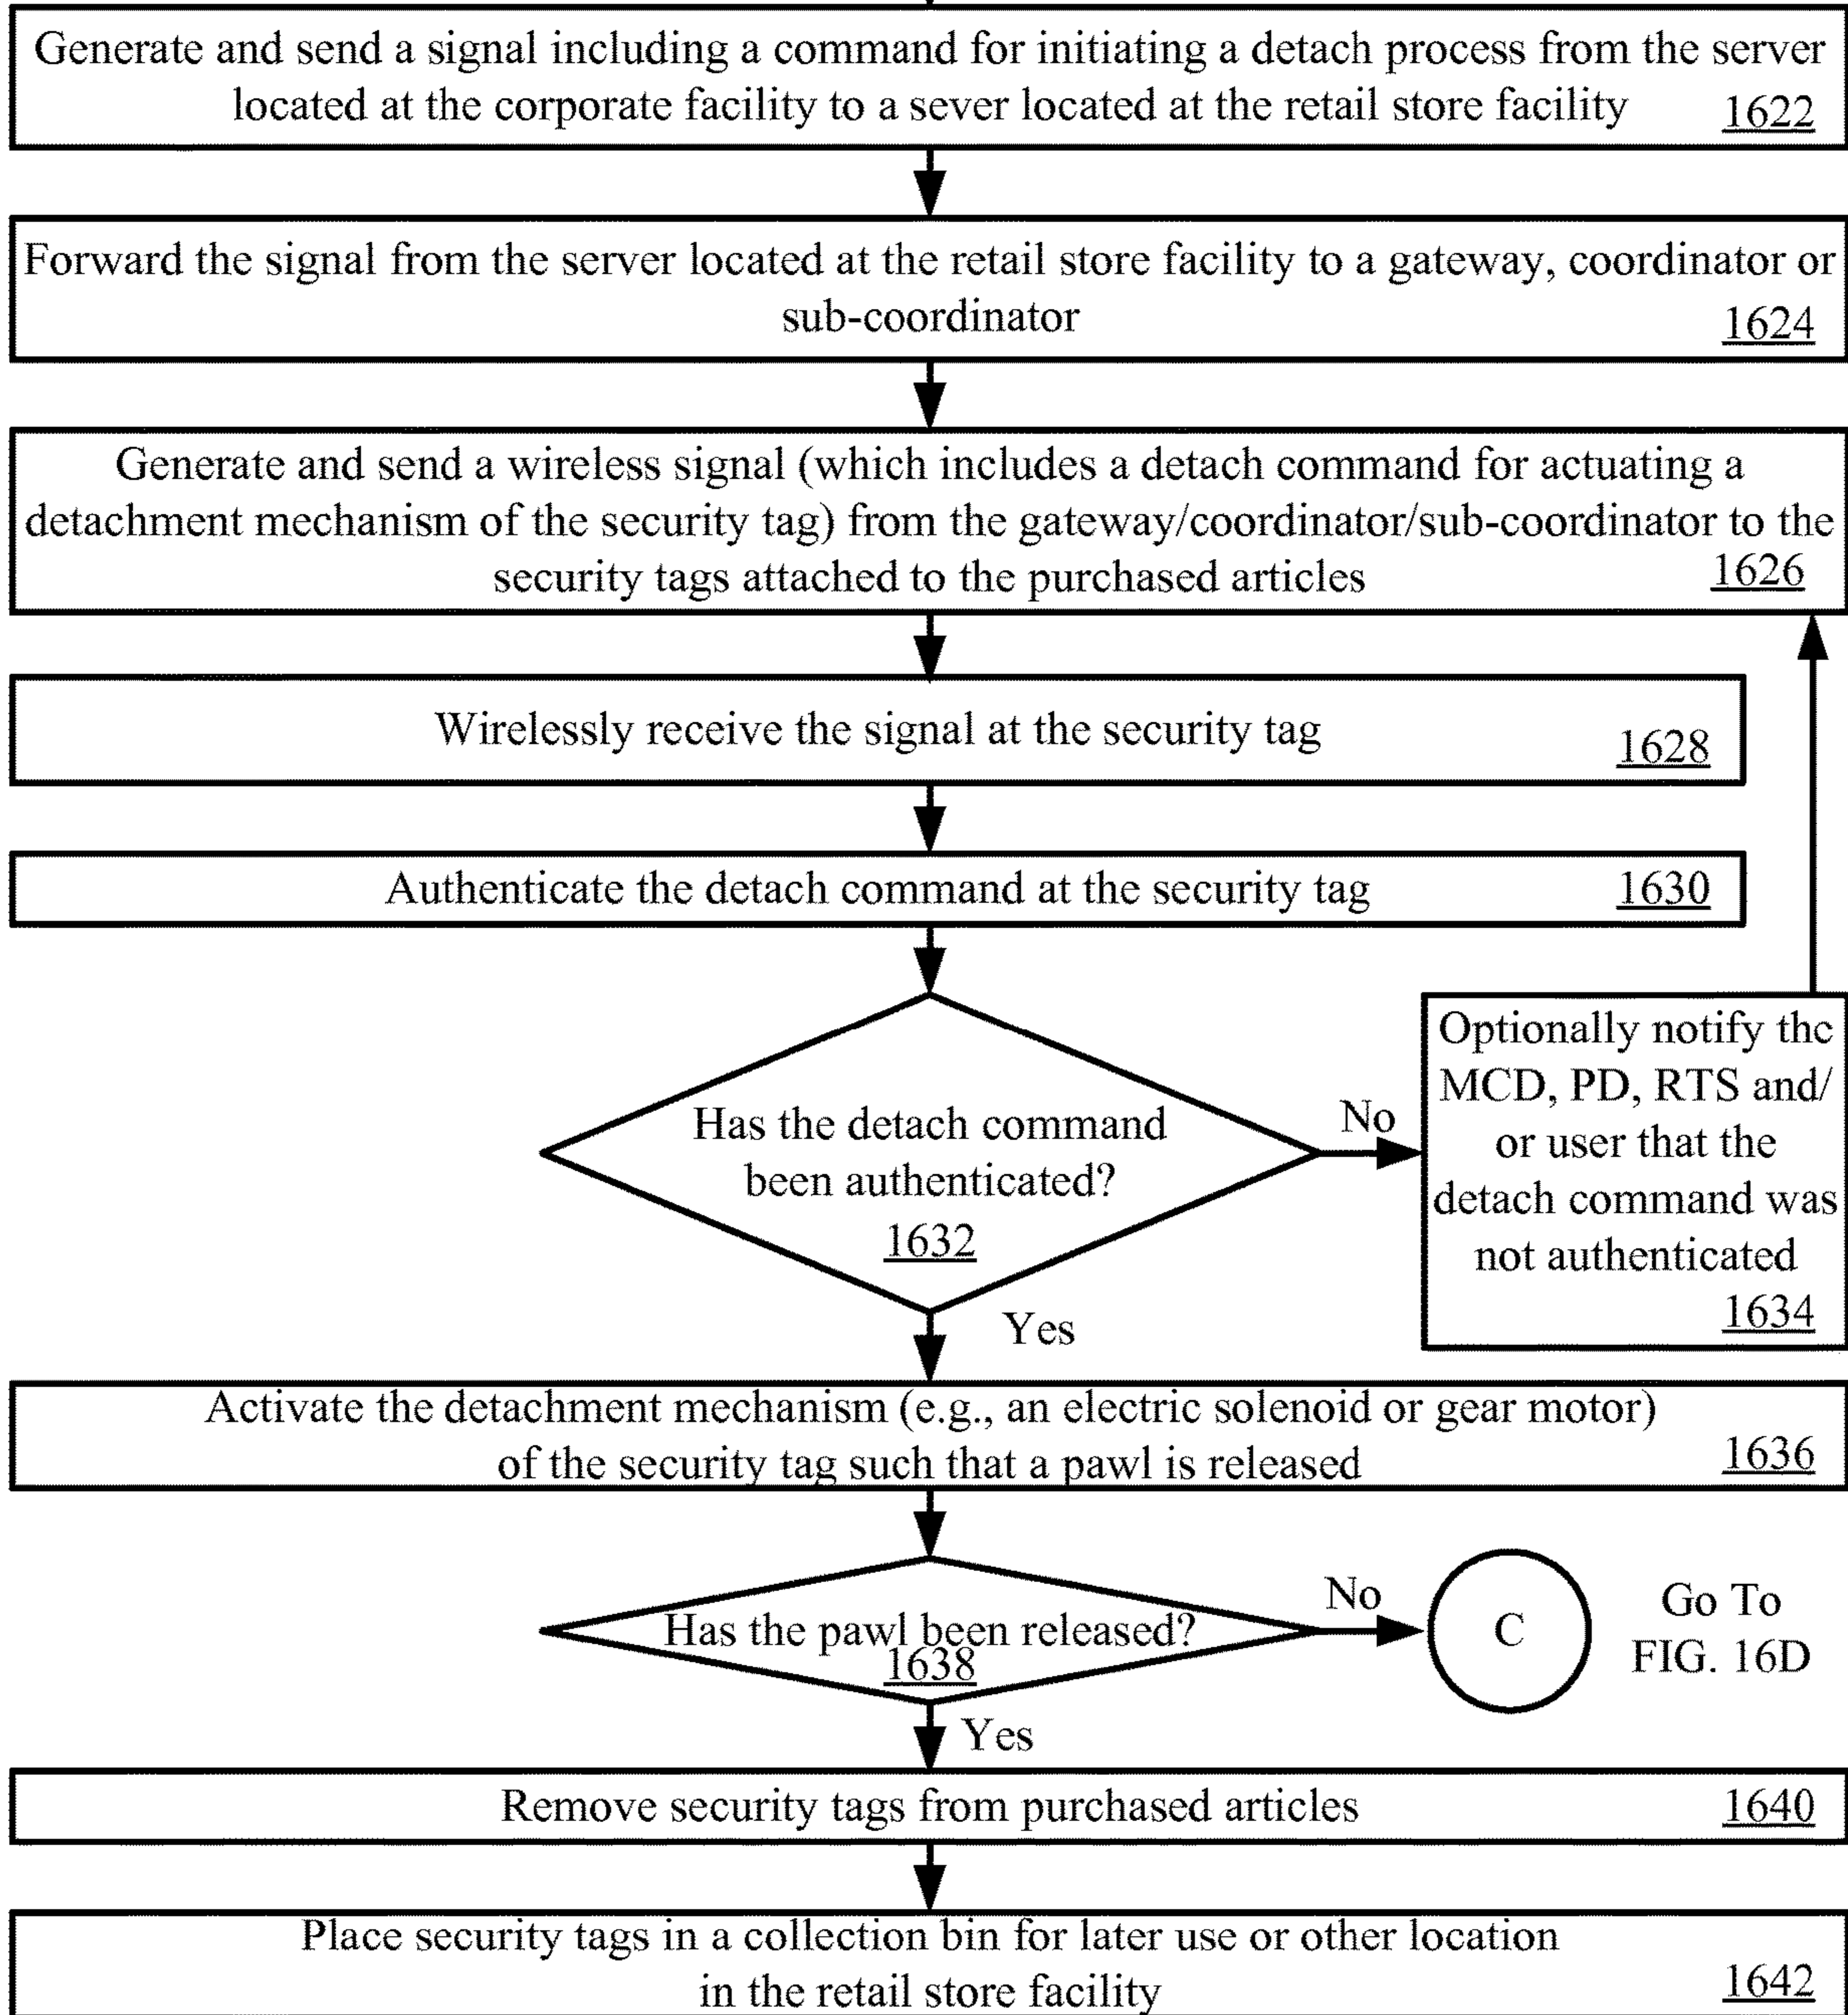 Generate and send a signal including a command for initiating a detach process from the server
located at the corporate facility to a sever located at the retail store facility 1622
Forward the signal from the server located at the retail store facility to a gateway, coordinator or
sub-coordinator 1624
Generate and send a wireless signal (which includes a detach command for actuating a
detachment mechanism of the security tag) from the gateway/coordinator/sub-coordinator to the
security tags attached to the purchased articles 1626
Wirelessly receive the signal at the security tag 1628
Authenticate the detach command at the security tag 1630
Has the detach command
been authenticated?
1632
No
Optionally notify the
MCD, PD, RTS and/
or user that the
detach command was
not authenticated
1634
Yes
Activate the detachment mechanism (e.g., an electric solenoid or gear motor)
of the security tag such that a pawl is released 1636
Has the pawl been released?
1638
No
C
Go To
FIG. 16D
Yes
Remove security tags from purchased articles 1640
Place security tags in a collection bin for later use or other location
in the retail store facility 1642